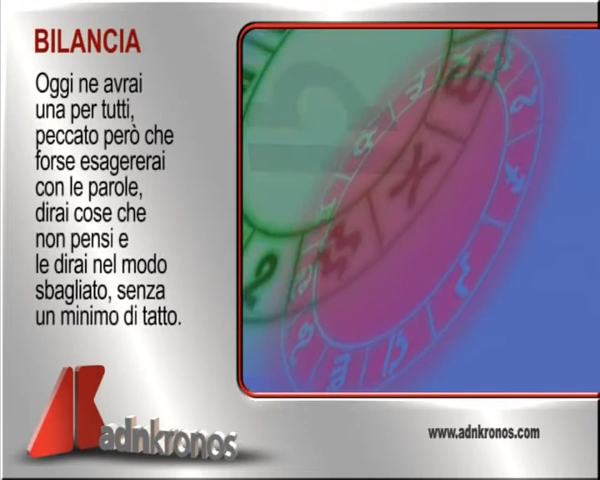 BILANCIA
Oggi ne avrai
una per tutti,
peccato però che
forse esagererai
con le parole,
dirai cose che
non pensi e
le dirai nel modo
sbagliato, senza
un minimo di tatto.
adnkronos
www.adnkronos.com